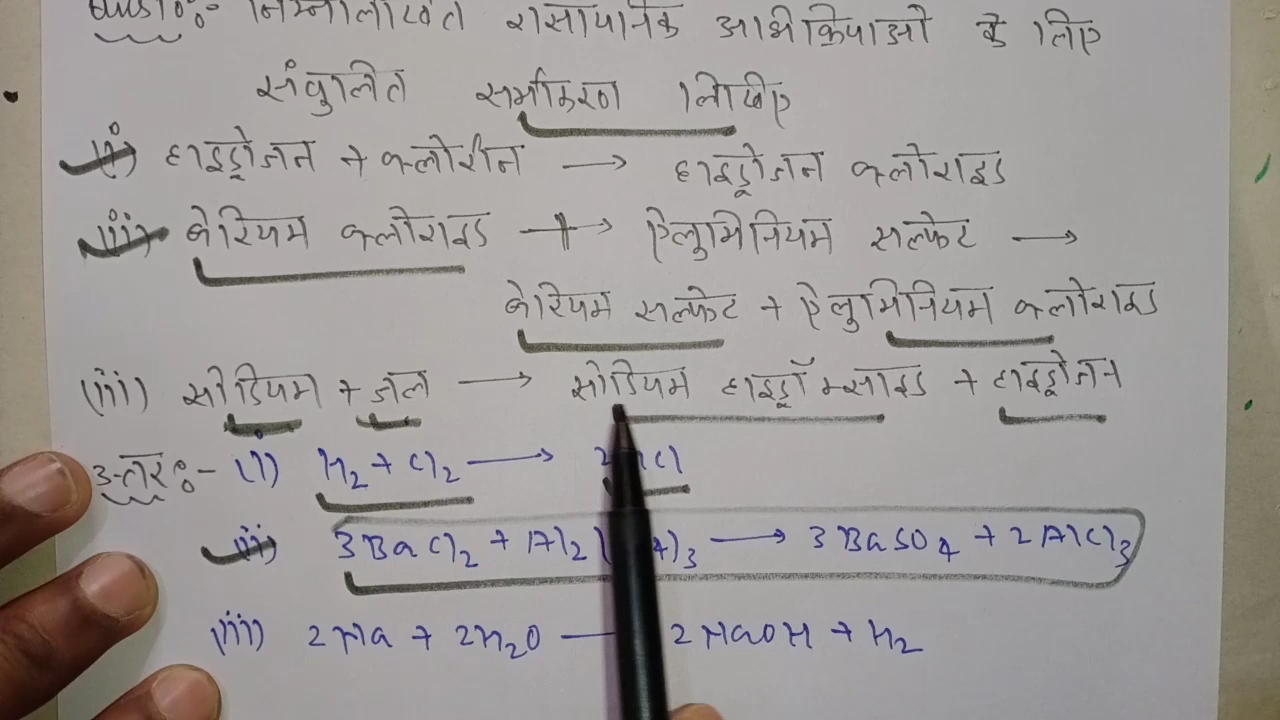 निम्नलिखित रासायनिक अभिक्रियाओं के लिए
संतुलित समीकरण लिखिए
(i) हाइड्रोजन + क्लोरीन → हाइड्रोजन क्लोराइड
(ii) बेरियम क्लोराइड + → ऐलुमिनियम सल्फेट →
बेरियम सल्फेट + ऐलुमिनियम क्लोराइड
(iii) सोडियम + जल → सोडियम हाइड्रॉक्साइड + हाइड्रोजन
उत्तरः- (i) H₂ + Cl₂ → 2HCl
(ii) 3BaCl₂ + Al₂( 4)₃ → 3BaSO₄ + 2AlCl₃
(iii) 2Na + 2H₂O — 2NaOH + H₂